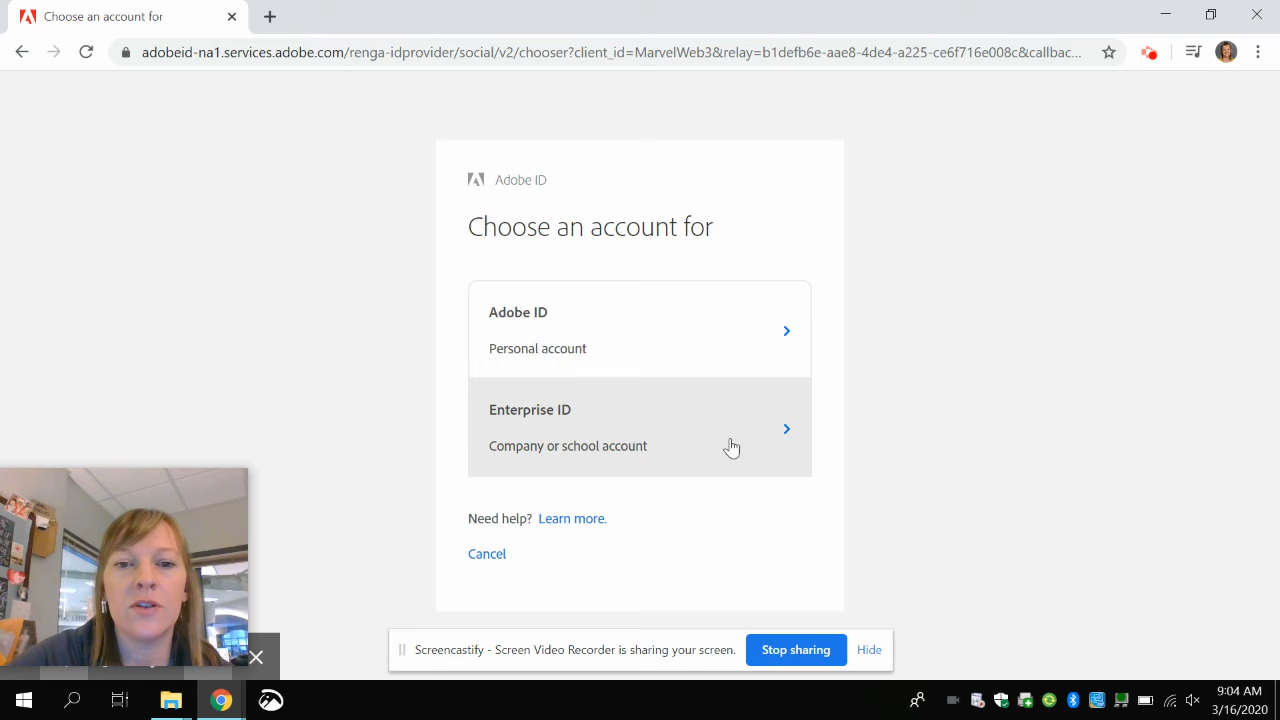 Choose an account for
adobeid-na1.services.adobe.com/renga-idprovider/social/v2/chooser?client_id=MarvelWeb3&relay=b1defb6e-aae8-4de4-a225-ce6f716e008c&callbac...
Adobe ID
Choose an account for
Adobe ID
Personal account
Enterprise ID
Company or school account
Need help? Learn more.
Cancel
Screencastify - Screen Video Recorder is sharing your screen.
Stop sharing
Hide
9:04 AM
3/16/2020